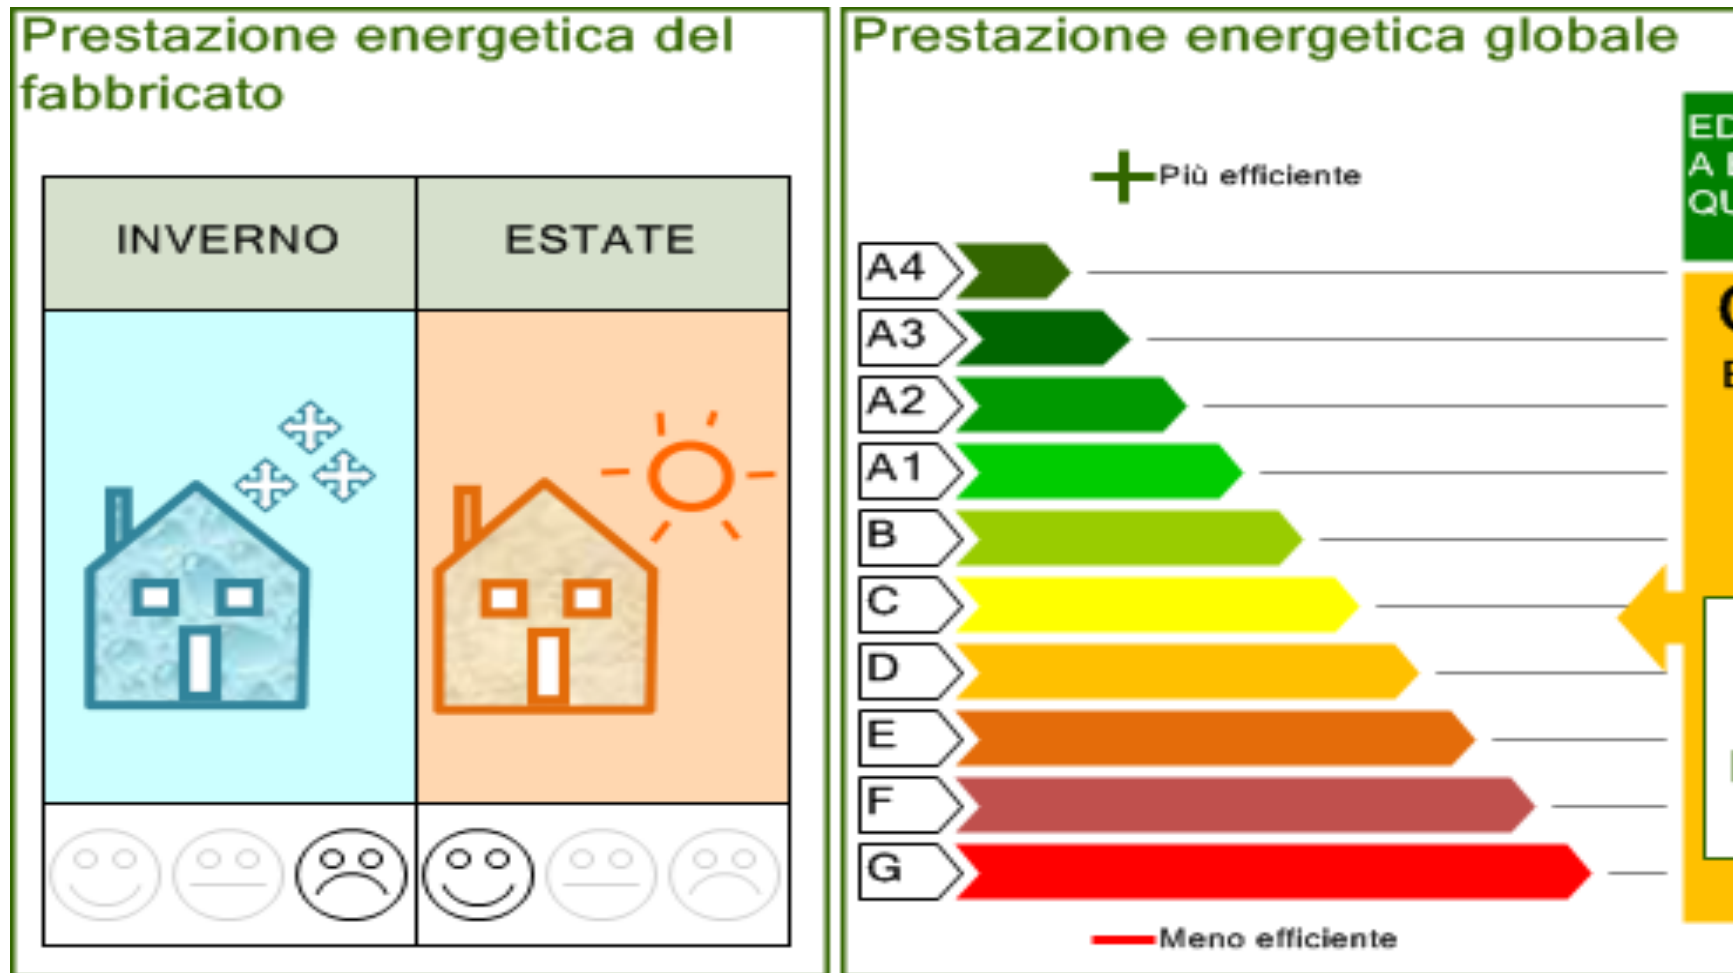 Prestazione energetica del
fabbricato
INVERNO
ESTATE
Prestazione energetica globale
Più efficiente
A4
A3
A2
A1
B
C
D
E
F
G
Meno efficiente
A